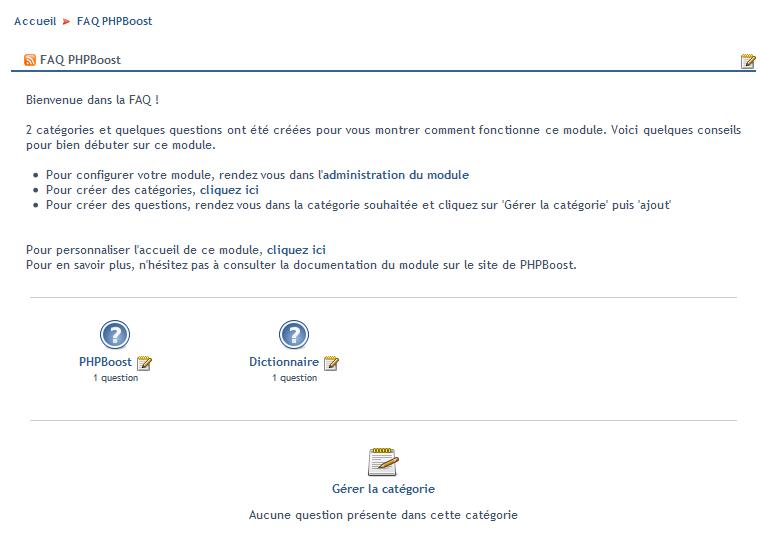 Accueil FAQ PHPBoost
FAQ PHPBoost
Bienvenue dans la FAQ !
2 catégories et quelques questions ont été créées pour vous montrer comment fonctionne ce module. Voici quelques conseils
pour bien débuter sur ce module.
Pour configurer votre module, rendez vous dans l'administration du module
Pour créer des catégories, cliquez ici
Pour créer des questions, rendez vous dans la catégorie souhaitée et cliquez sur 'Gérer la catégorie' puis 'ajout'
Pour personnaliser l'accueil de ce module, cliquez ici
Pour en savoir plus, n'hésitez pas à consulter la documentation du module sur le site de PHPBoost.
PHPBoost Dictionnaire
1 question 1 question
Gérer la catégorie
Aucune question présente dans cette catégorie